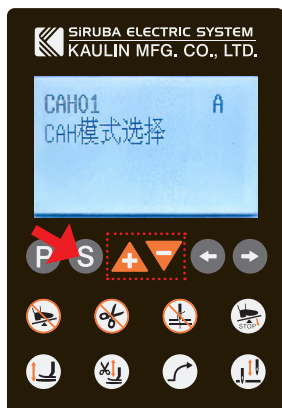 SiRUBA ELECTRIC SYSTEM
KAULIN MFG. CO., LTD.
CAH01 A
CAH模式选择
P S + − ← →
STOP